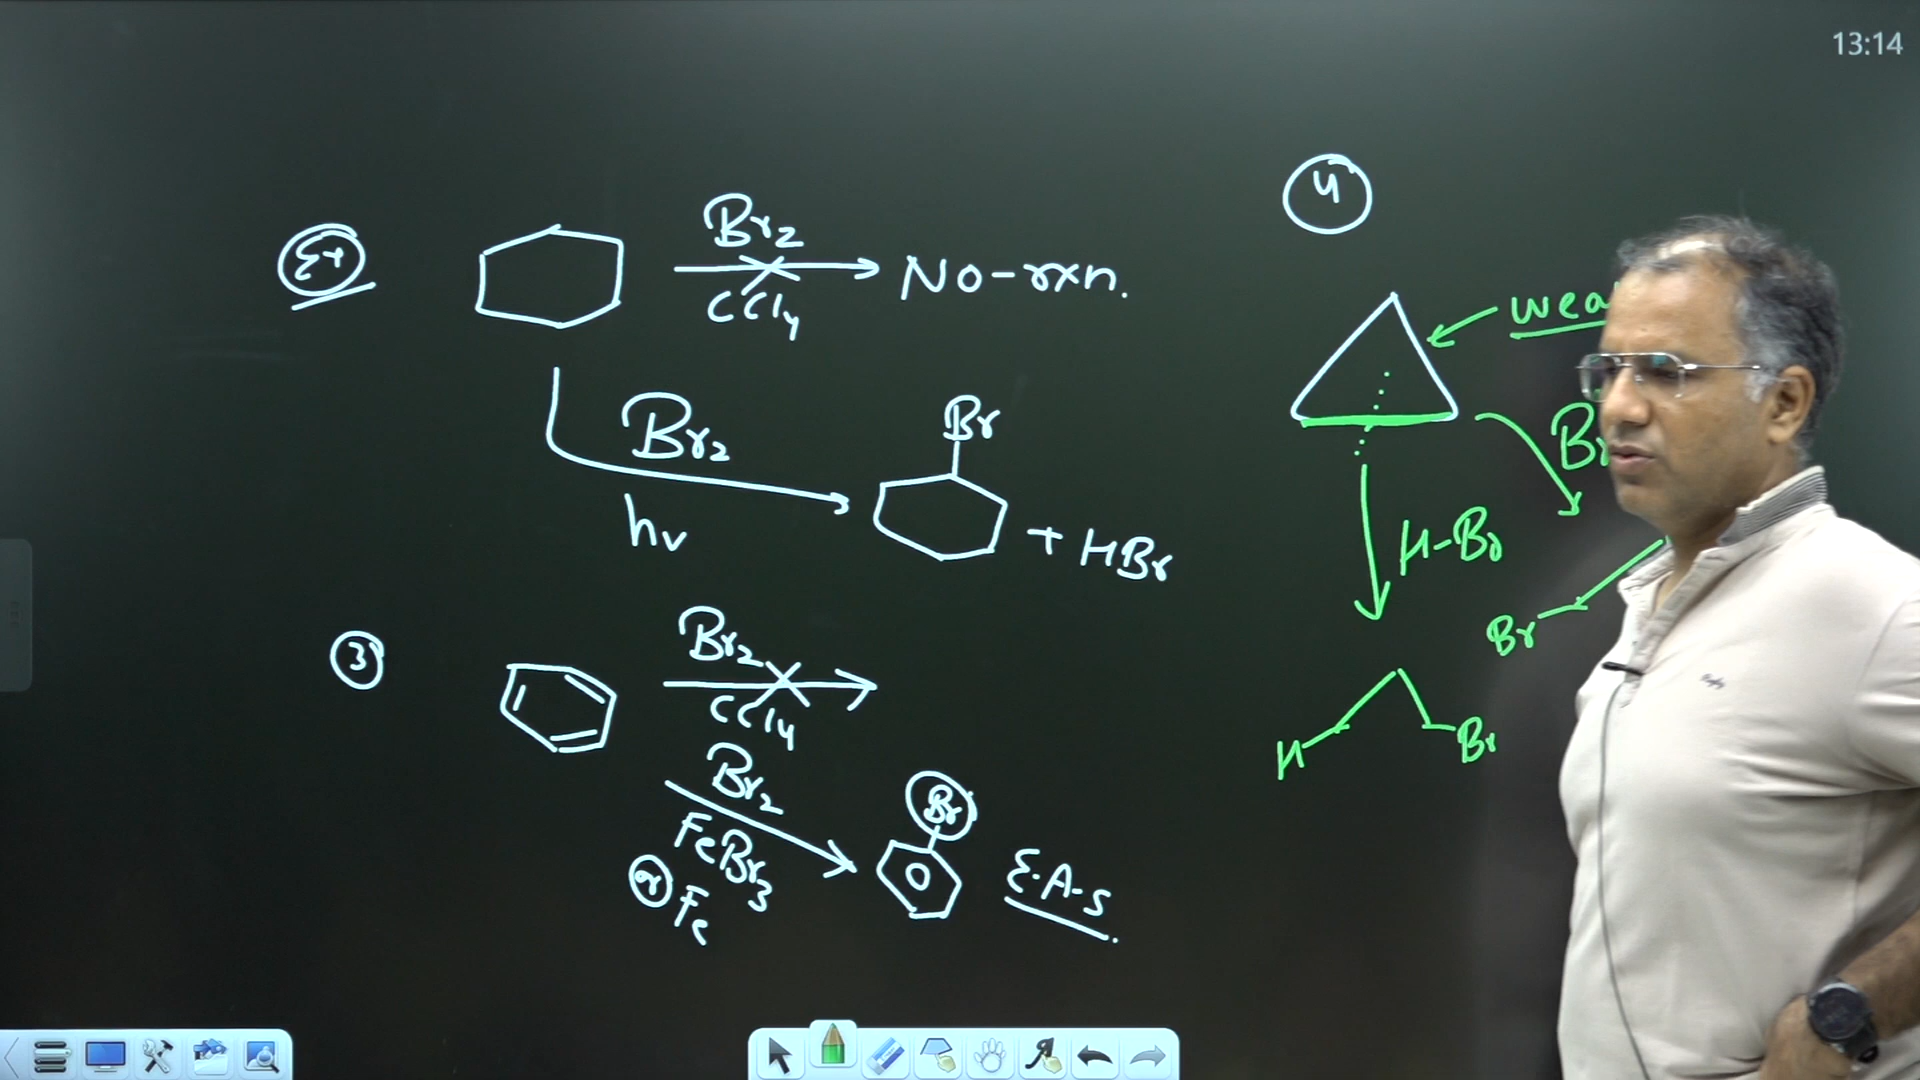 13:14
Ex
Br2
CCl4
No-rxn.
Br2
hν
Br
+ HBr
3
Br2
CCl4
Br2
FeBr3
or Fe
Br
E.A.S.
4
wea
Br
H-Br
Br
H
Br